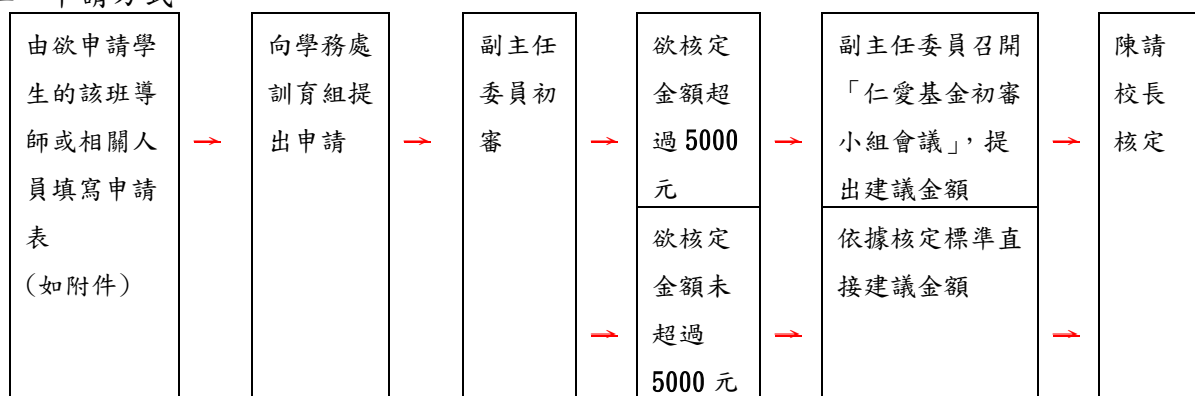 由欲申請學
生的該班導
師或相關人
員填寫申請
表
(如附件)
→
向學務處
訓育組提
出申請
→
副主任
委員初
審
→
欲核定
金額超
過 5000
元
→
副主任委員召開
「仁愛基金初審
小組會議」，提
出建議金額
→
→
欲核定
金額未
超過
5000 元
→
依據核定標準直
接建議金額
→
陳請
校長
核定